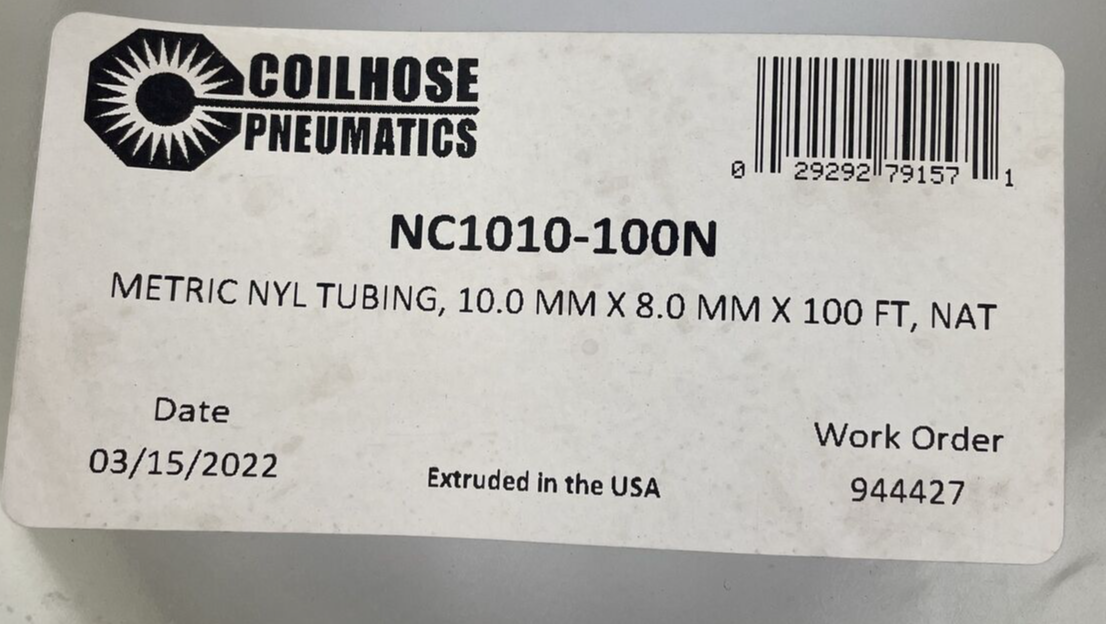 COILHOSE
PNEUMATICS
0 29292 79157 1
NC1010-100N
METRIC NYL TUBING, 10.0 MM X 8.0 MM X 100 FT, NAT
Date
03/15/2022
Extruded in the USA
Work Order
944427